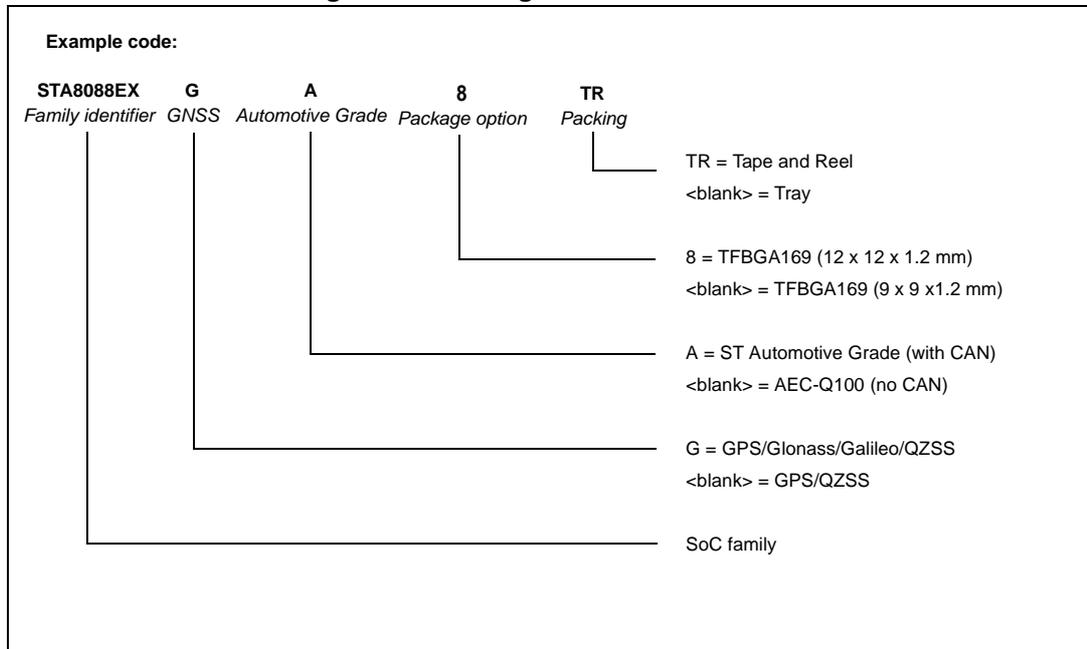 Example code:
STA8088EX G A 8 TR
Family identifier GNSS Automotive Grade Package option Packing
TR = Tape and Reel
<blank> = Tray
8 = TFBGA169 (12 x 12 x 1.2 mm)
<blank> = TFBGA169 (9 x 9 x1.2 mm)
A = ST Automotive Grade (with CAN)
<blank> = AEC-Q100 (no CAN)
G = GPS/Glonass/Galileo/QZSS
<blank> = GPS/QZSS
SoC family